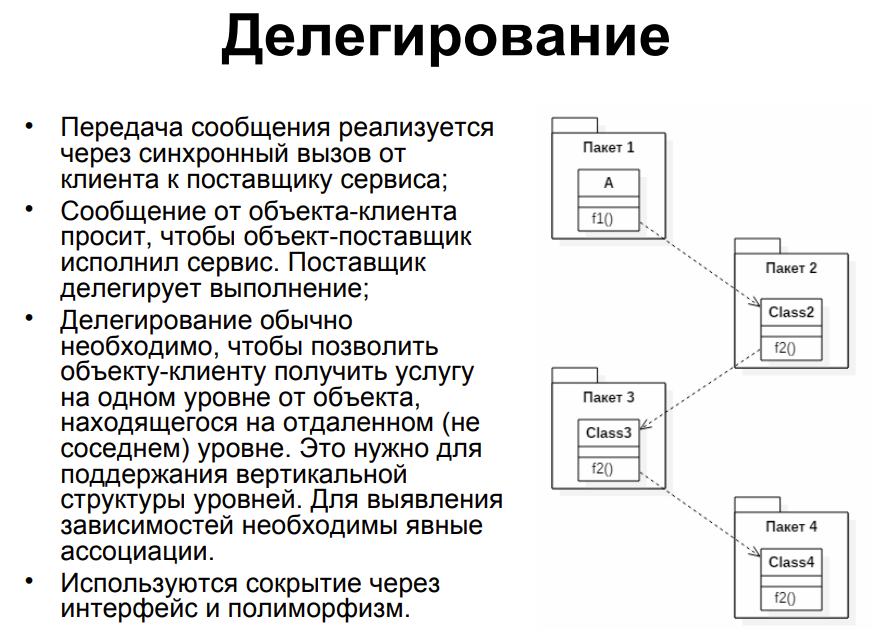 Делегирование
• Передача сообщения реализуется
через синхронный вызов от
клиента к поставщику сервиса;
• Сообщение от объекта-клиента
просит, чтобы объект-поставщик
исполнил сервис. Поставщик
делегирует выполнение;
• Делегирование обычно
необходимо, чтобы позволить
объекту-клиенту получить услугу
на одном уровне от объекта,
находящегося на отдаленном (не
соседнем) уровне. Это нужно для
поддержания вертикальной
структуры уровней. Для выявления
зависимостей необходимы явные
ассоциации.
• Используются сокрытие через
интерфейс и полиморфизм.
Пакет 1
A
f1()
Пакет 2
Class2
f2()
Пакет 3
Class3
f2()
Пакет 4
Class4
f2()